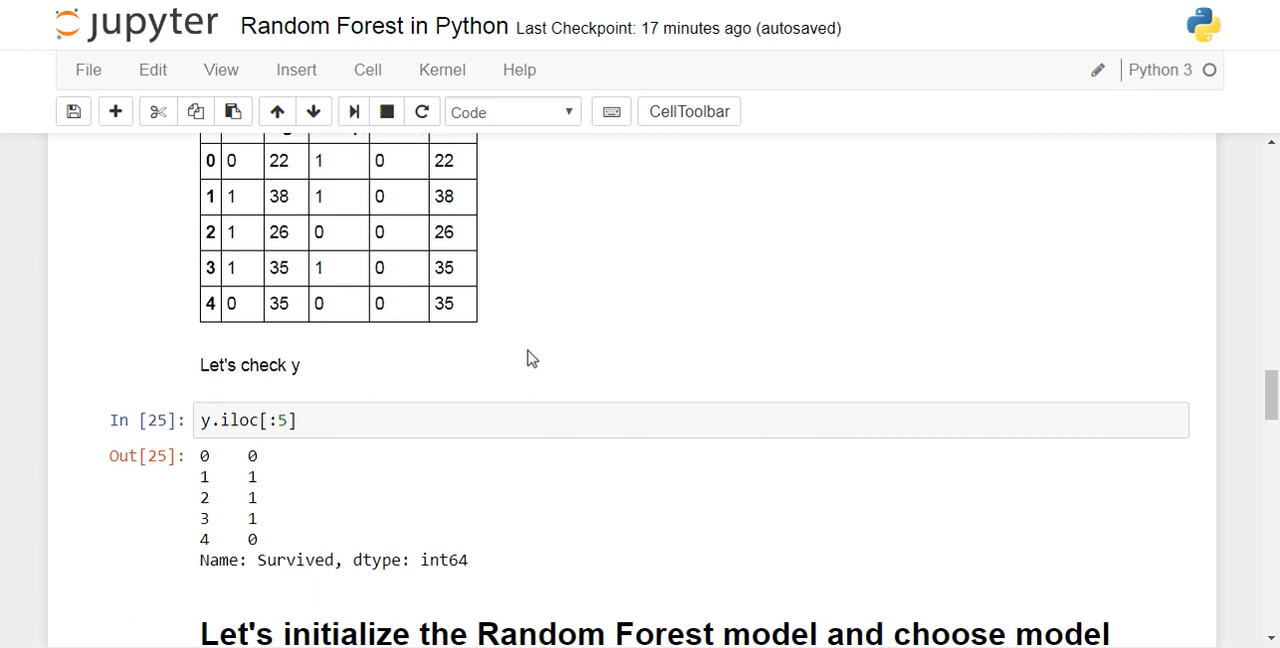 jupyter Random Forest in Python Last Checkpoint: 17 minutes ago (autosaved)
File Edit View Insert Cell Kernel Help Python 3
Code CellToolbar
0 0 22 1 0 22
1 1 38 1 0 38
2 1 26 0 0 26
3 1 35 1 0 35
4 0 35 0 0 35
Let's check y
In [25]: y.iloc[:5]
Out[25]: 0 0
1 1
2 1
3 1
4 0
Name: Survived, dtype: int64
Let's initialize the Random Forest model and choose model